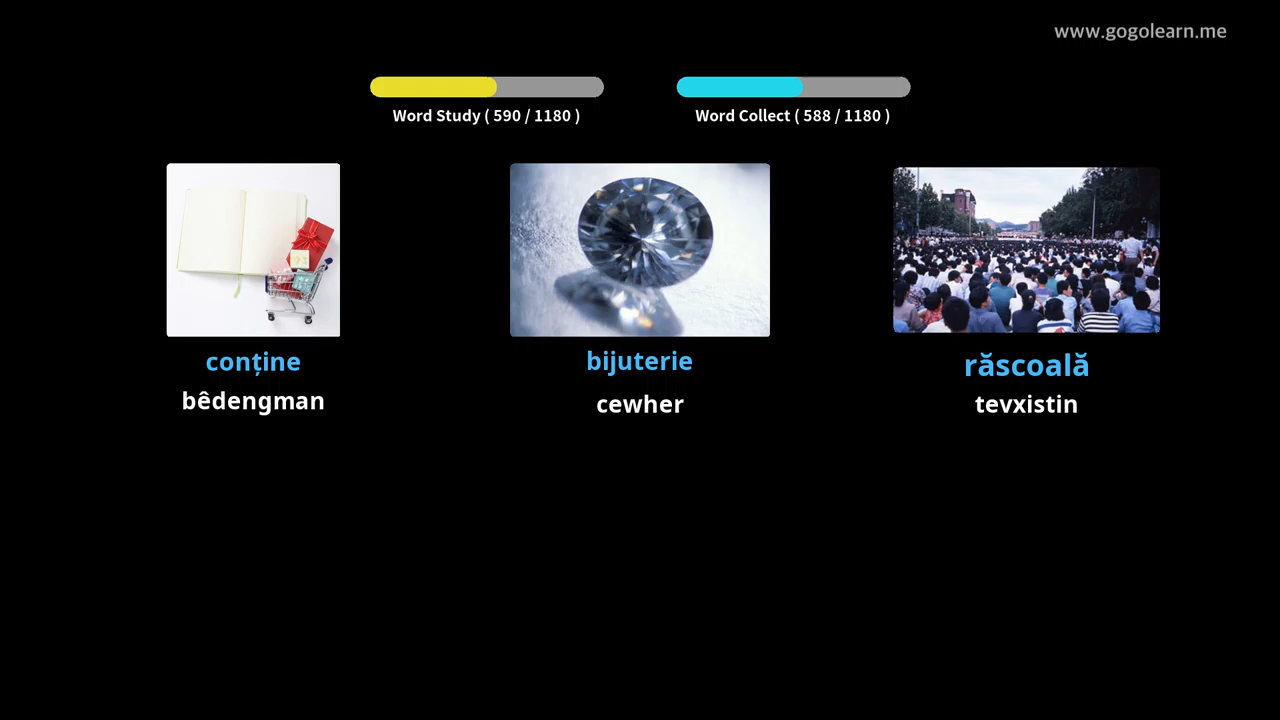 www.gogolearn.me
Word Study ( 590 / 1180 )
Word Collect ( 588 / 1180 )
conține
bêdengman
bijuterie
cewher
răscoală
tevxistin